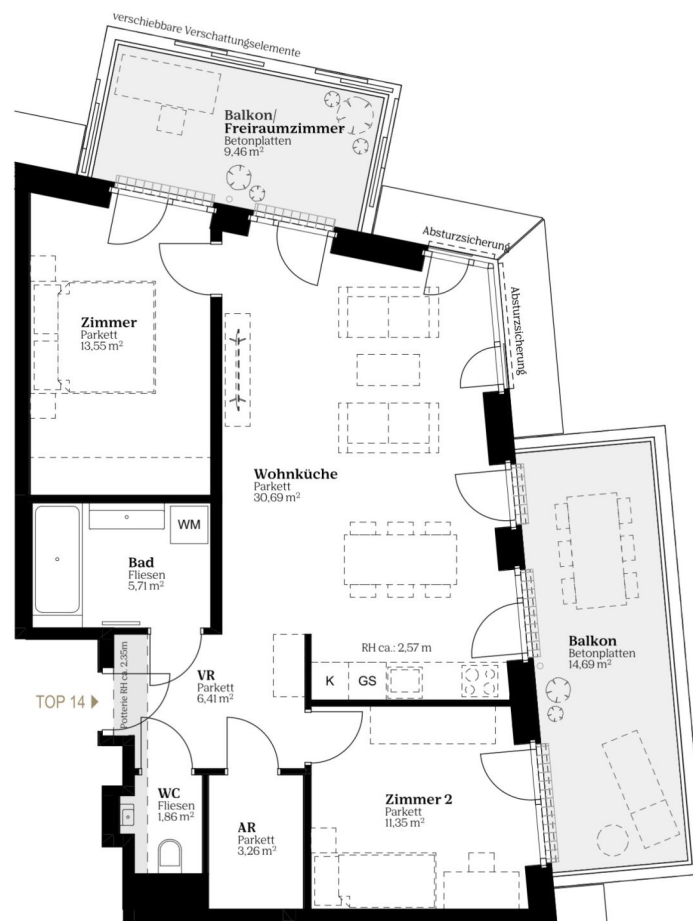 verschiebbare Verschattungselemente
Balkon/
Freiraumzimmer
Betonplatten
9,46 m²
Absturzsicherung
Absturzsicherung
Zimmer
Parkett
13,55 m²
Wohnküche
Parkett
30,69 m²
WM
Bad
Fliesen
5,71 m²
RH ca.: 2,57 m
Balkon
Betonplatten
14,69 m²
K
GS
VR
Parkett
6,41 m²
TOP 14
Potterie RH ca. 2,35m
WC
Fliesen
1,86 m²
AR
Parkett
3,26 m²
Zimmer 2
Parkett
11,35 m²